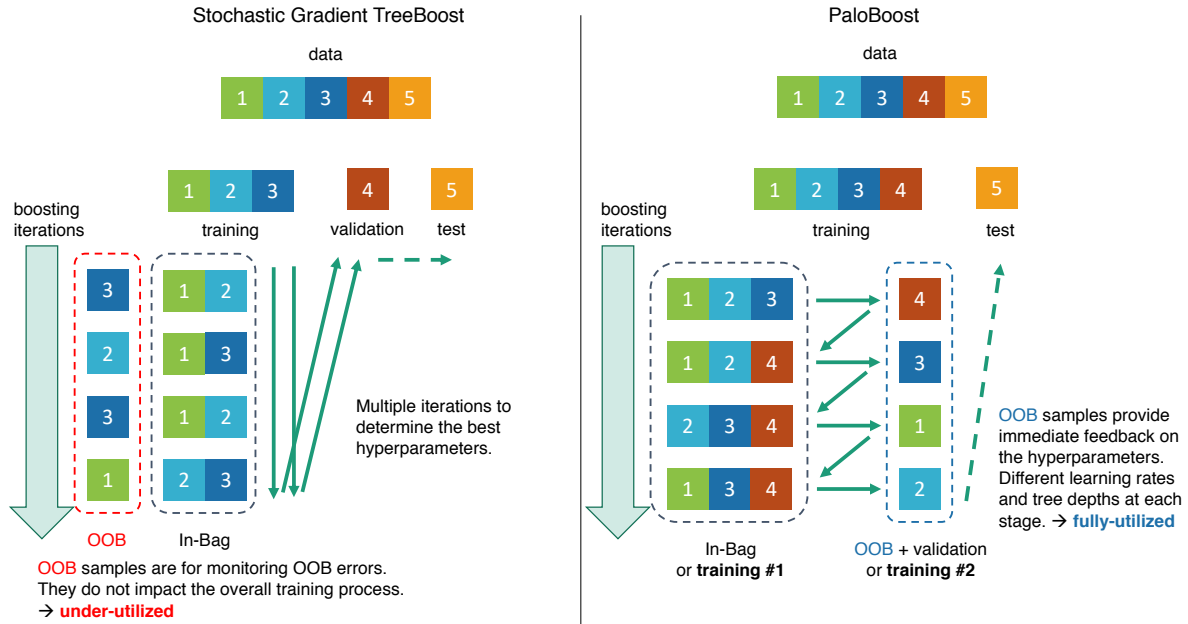 Stochastic Gradient TreeBoost
data
1 2 3 4 5
1 2 3
4
5
boosting
iterations
training
validation
test
3
1 2
2
1 3
3
1 2
1
2 3
Multiple iterations to
determine the best
hyperparameters.
OOB
In-Bag
OOB samples are for monitoring OOB errors.
They do not impact the overall training process.
→ under-utilized
PaloBoost
data
1 2 3 4 5
1 2 3 4
5
boosting
iterations
training
test
1 2 3
4
1 2 4
3
2 3 4
1
1 3 4
2
OOB samples provide
immediate feedback on
the hyperparameters.
Different learning rates
and tree depths at each
stage. → fully-utilized
In-Bag
or training #1
OOB + validation
or training #2